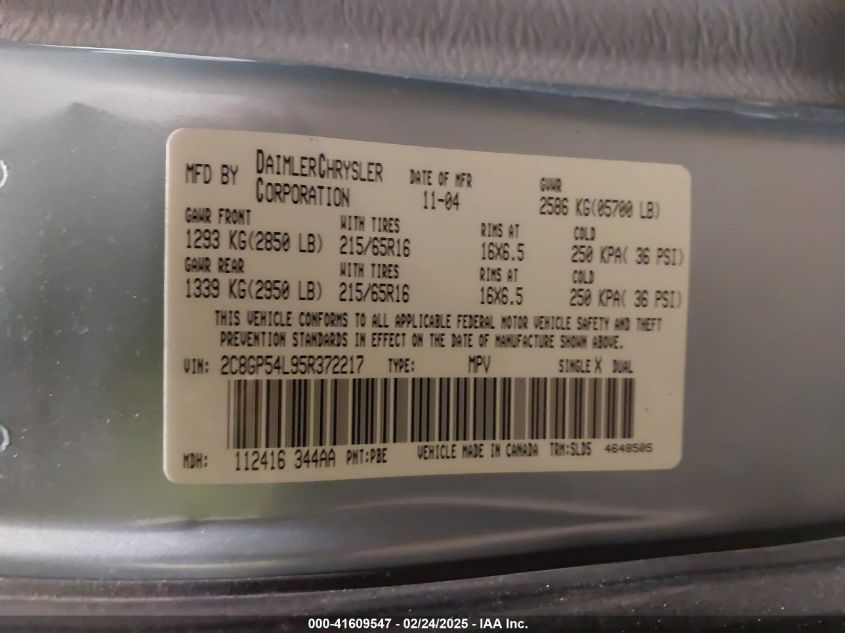 MFD BY DAIMLERCHRYSLER CORPORATION DATE OF MFR 11-04 GVWR 2586 KG(05700 LB)
GAWR FRONT WITH TIRES RIMS AT COLD
1293 KG(2850 LB) 215/65R16 16X6.5 250 KPA( 36 PSI)
GAWR REAR WITH TIRES RIMS AT COLD
1339 KG(2950 LB) 215/65R16 16X6.5 250 KPA( 36 PSI)
THIS VEHICLE CONFORMS TO ALL APPLICABLE FEDERAL MOTOR VEHICLE SAFETY AND THEFT
PREVENTION STANDARDS IN EFFECT ON THE DATE OF MANUFACTURE SHOWN ABOVE.
VIN: 2C8GP54L95R372217 TYPE: MPV SINGLE X DUAL
MDH: 112416 344AA PNT:PBE VEHICLE MADE IN CANADA TRM:SLD5 4648505
000-41609547 - 02/24/2025 - IAA Inc.